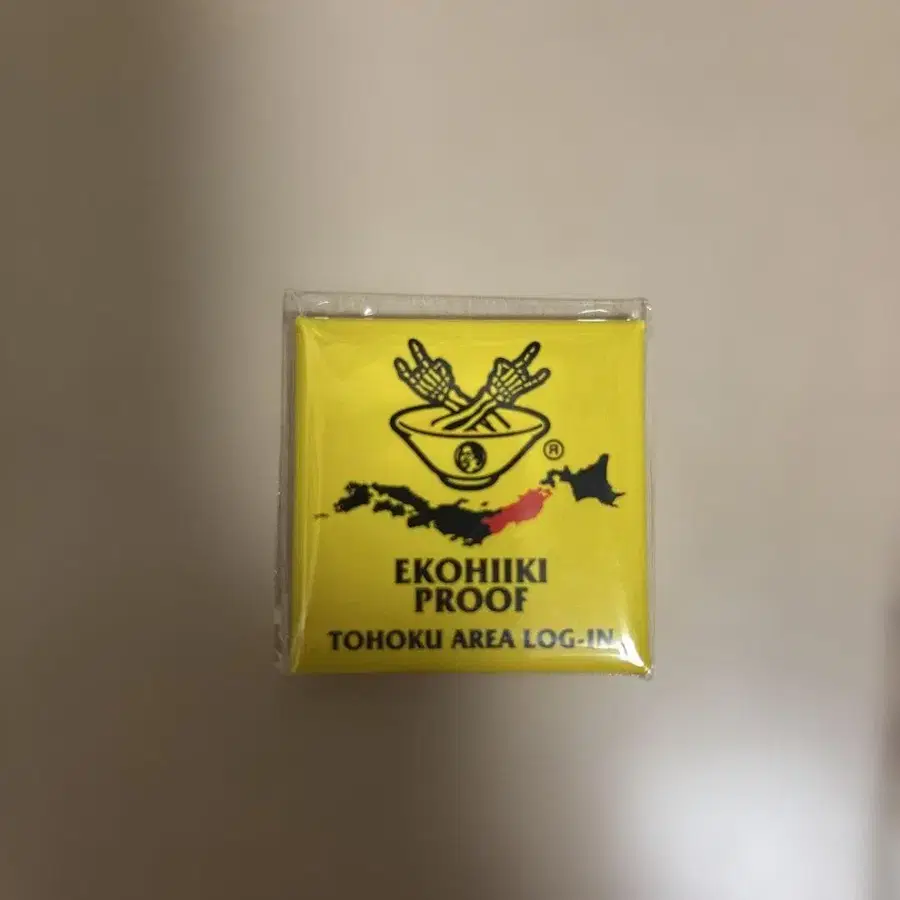 Я
EKOHIIKI
PROOF
TOHOKU AREA LOG-IN